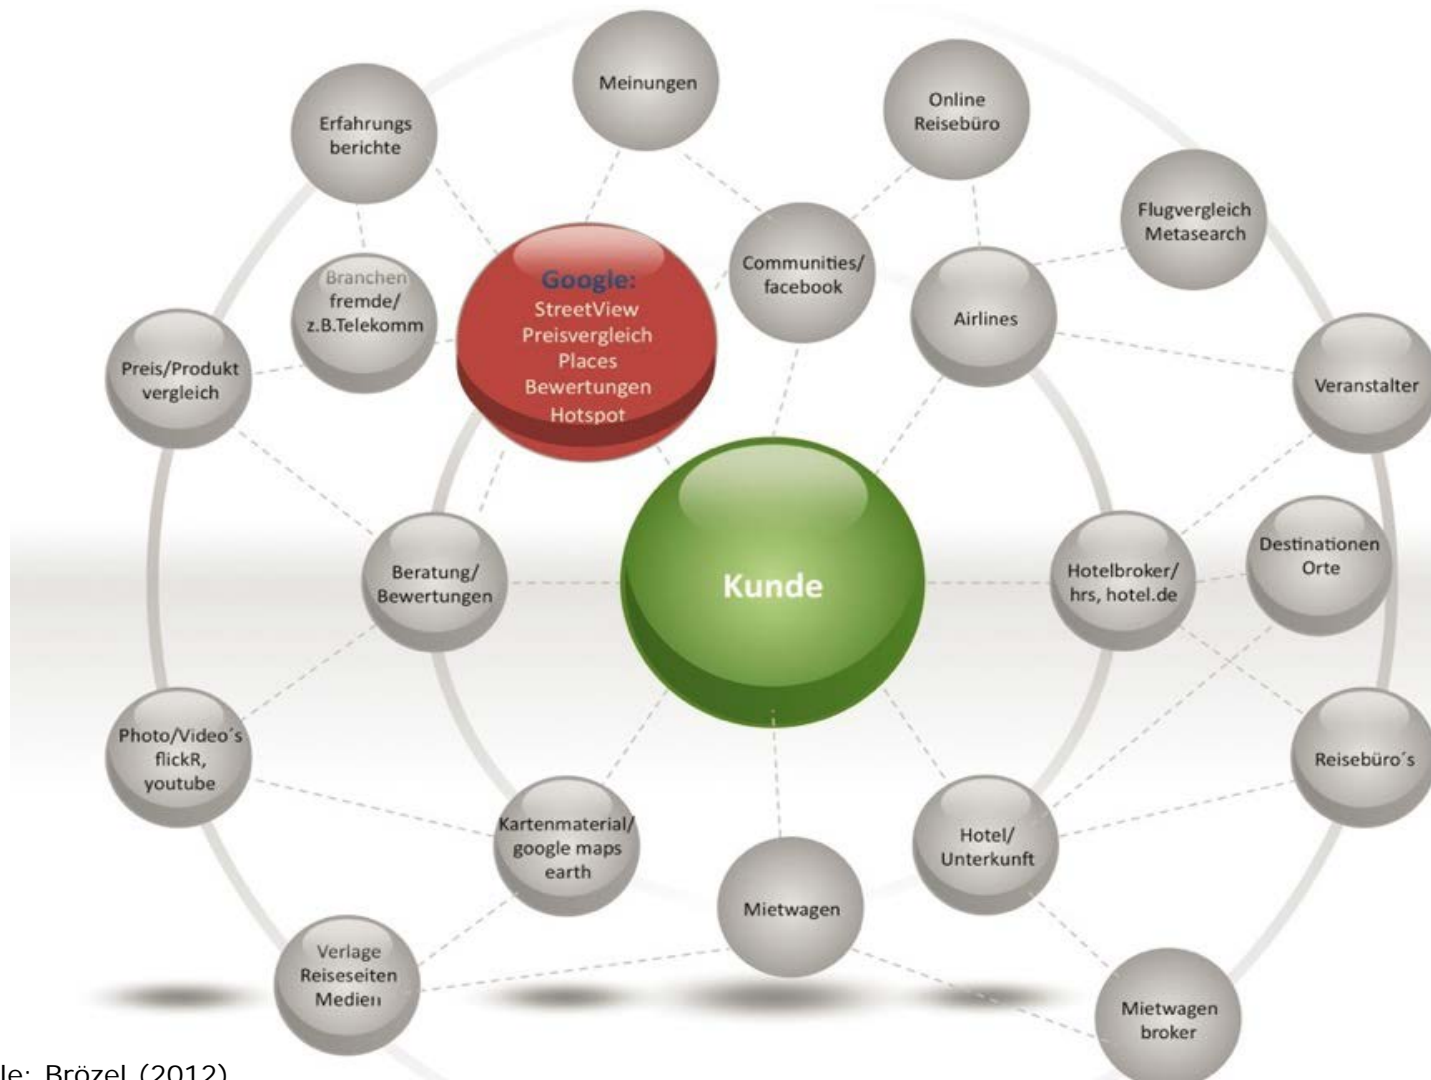 Meinungen
Online
Reisebüro
Erfahrungs
berichte
Flugvergleich
Metasearch
Communities/
facebook
Branchen
fremde/
z.B.Telekomm
Google:
StreetView
Preisvergleich
Places
Bewertungen
Hotspot
Airlines
Preis/Produkt
vergleich
Veranstalter
Beratung/
Bewertungen
Kunde
Hotelbroker/
hrs, hotel.de
Destinationen
Orte
Photo/Video´s
flickR,
youtube
Reisebüro´s
Kartenmaterial/
google maps
earth
Hotel/
Unterkunft
Mietwagen
Verlage
Reiseseiten
Medien
Mietwagen
broker
le: Brözel (2012)